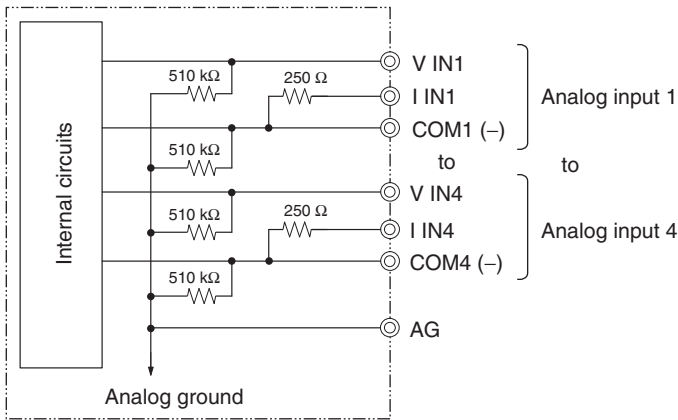 V IN1
510 kΩ
250 Ω
I IN1
Analog input 1
COM1 (–)
510 kΩ
to
to
Internal circuits
V IN4
510 kΩ
250 Ω
I IN4
Analog input 4
COM4 (–)
510 kΩ
AG
Analog ground